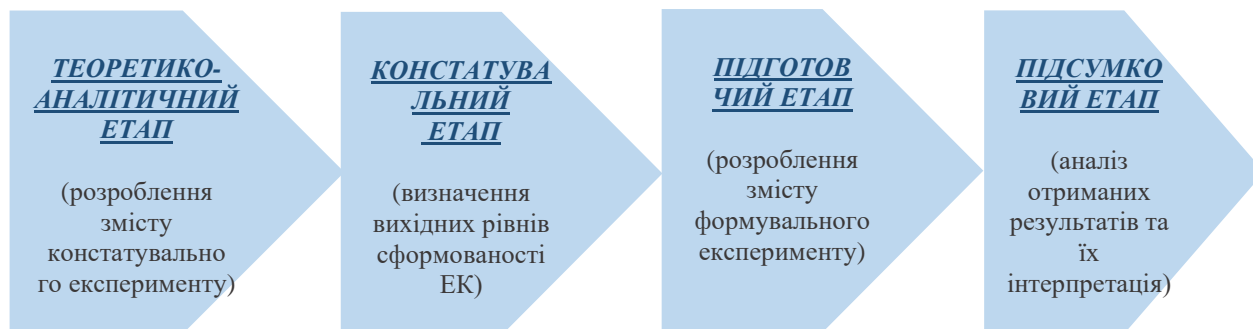 ТЕОРЕТИКО-
АНАЛІТИЧНИЙ
ЕТАП
(розроблення
змісту
констатувально
го експерименту)
КОНСТАТУВА
ЛЬНИЙ
ЕТАП
(визначення
вихідних рівнів
сформованості
ЕК)
ПІДГОТОВ
ЧИЙ ЕТАП
(розроблення
змісту
формувального
експерименту)
ПІДСУМКО
ВИЙ ЕТАП
(аналіз
отриманих
результатів та
їх
інтерпретація)